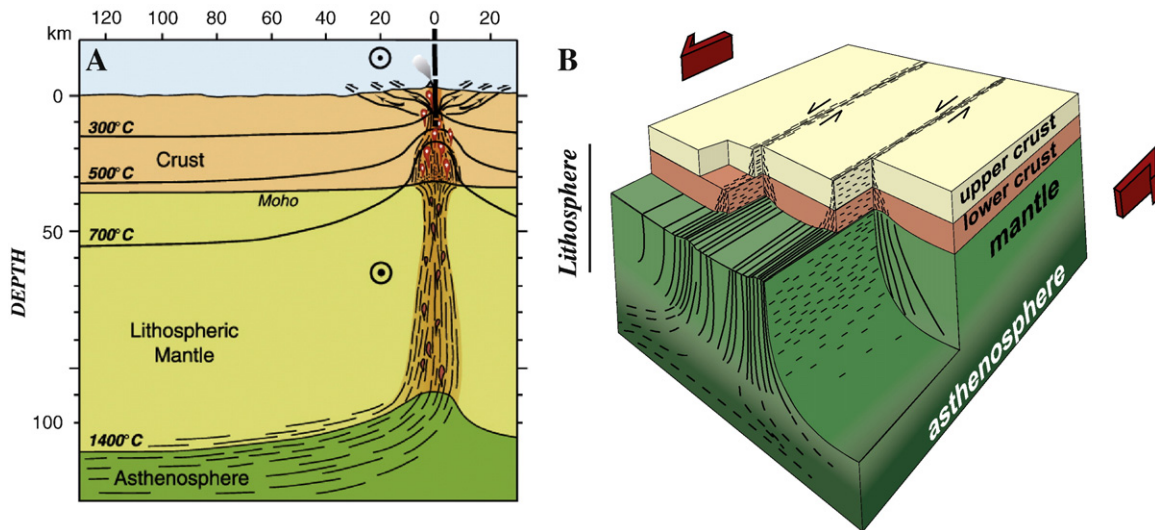 120 100 80 60 40 20 0 20
km
A
0
300°C
Crust
500°C
Moho
50
700°C
DEPTH
Lithospheric
Mantle
100
1400°C
Asthenosphere
B
Lithosphere
upper crust
lower crust
mantle
asthenosphere